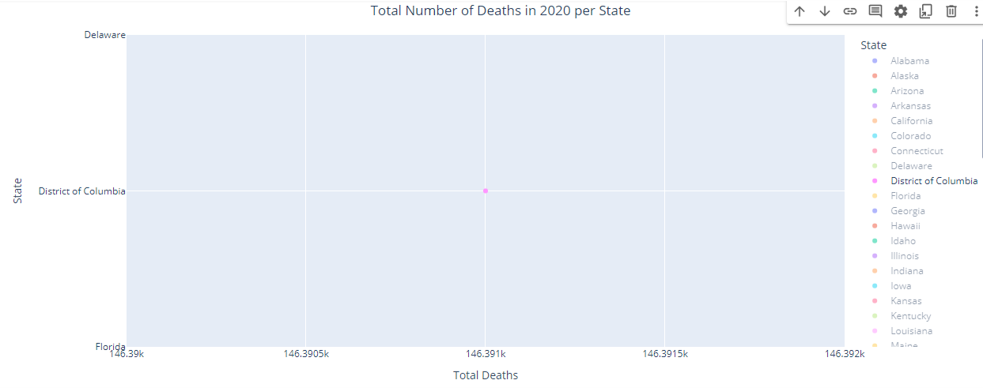 Total Number of Deaths in 2020 per State
Delaware
District of Columbia
Florida
State
146.39k
146.3905k
146.391k
146.3915k
146.392k
Total Deaths
State
Alabama
Alaska
Arizona
Arkansas
California
Colorado
Connecticut
Delaware
District of Columbia
Florida
Georgia
Hawaii
Idaho
Illinois
Indiana
Iowa
Kansas
Kentucky
Louisiana
Maine